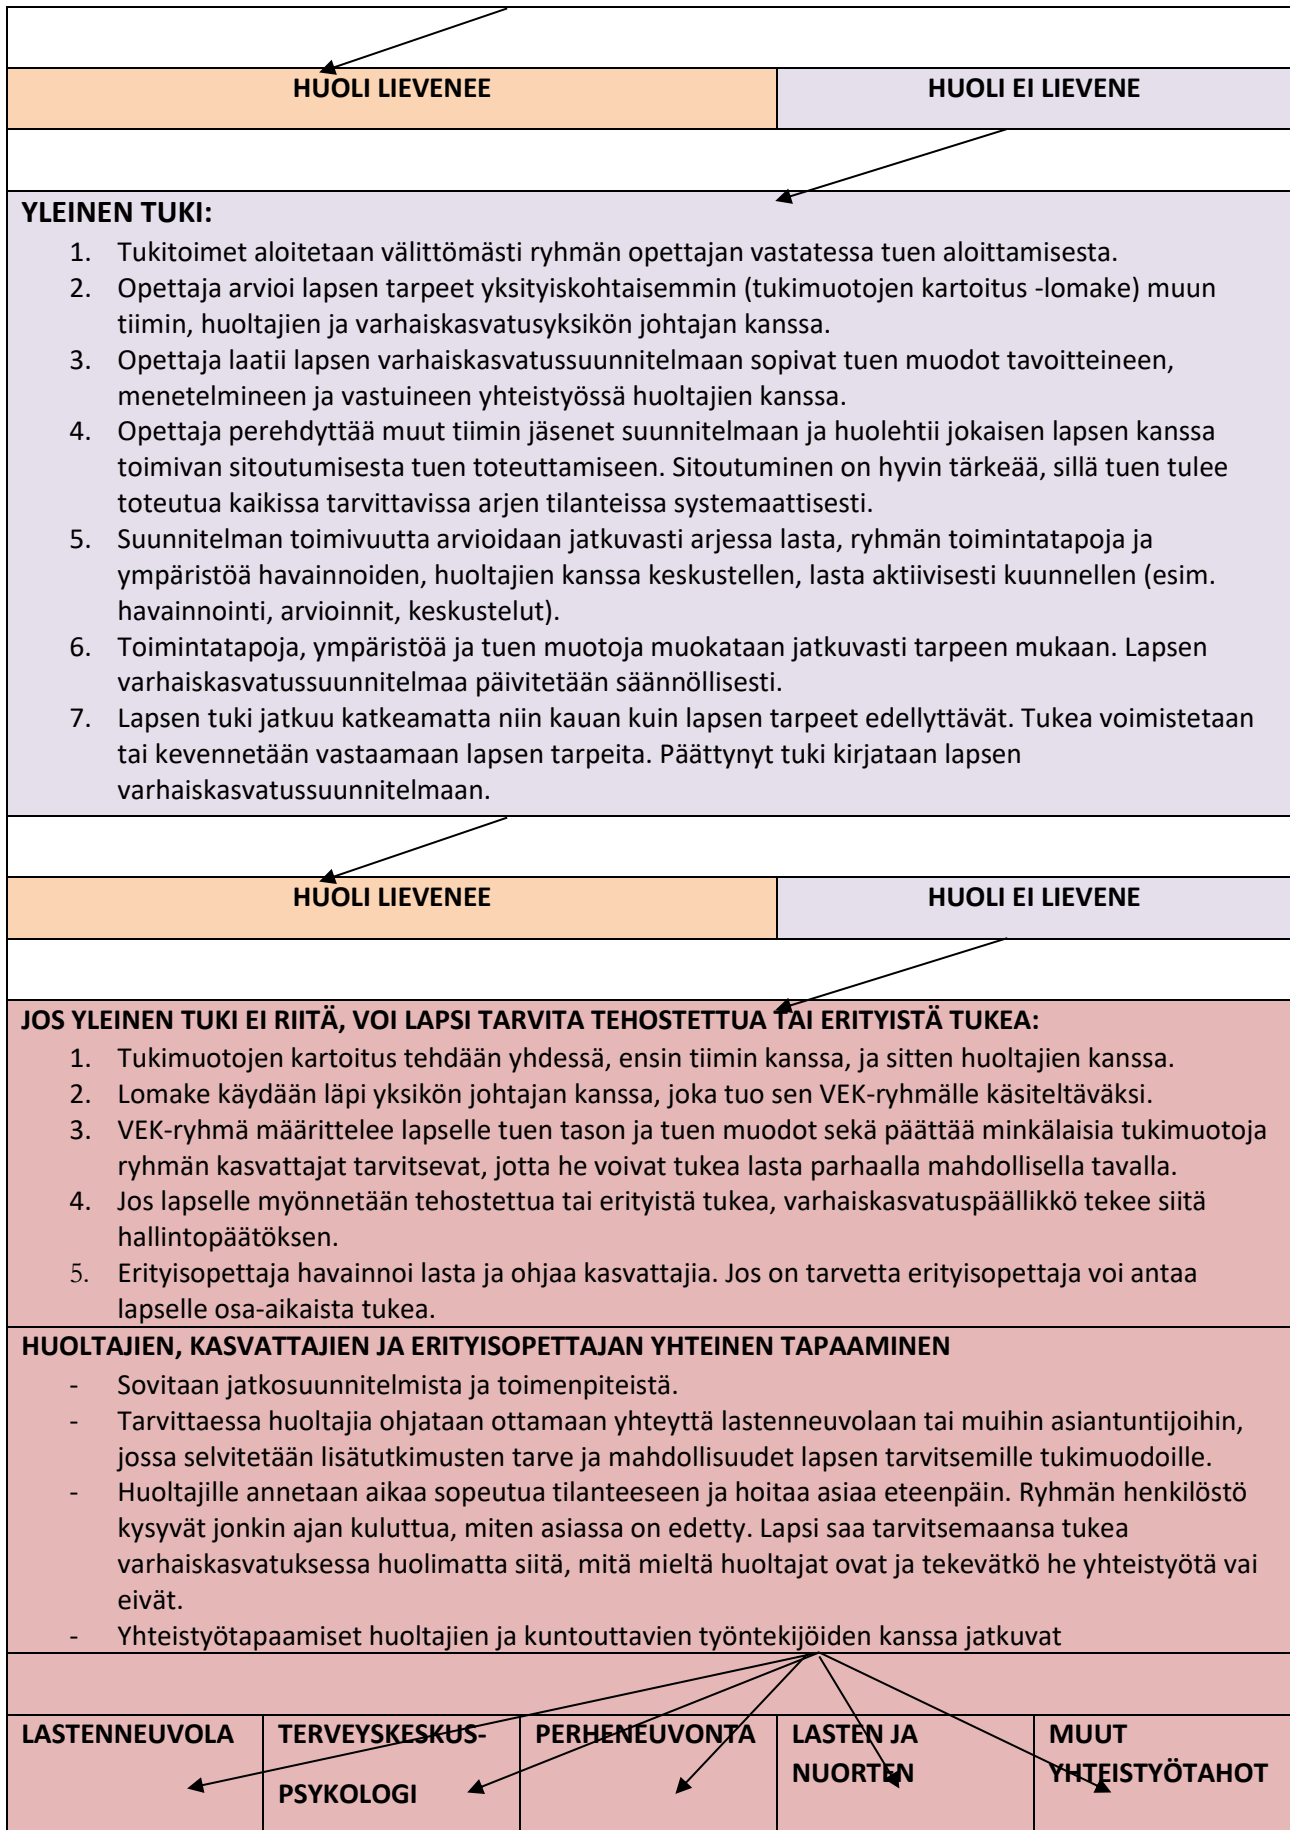 HUOLI LIEVENEE
HUOLI EI LIEVENE
YLEINEN TUKI:
1. Tukitoimet aloitetaan välittömästi ryhmän opettajan vastatessa tuen aloittamisesta.
2. Opettaja arvioi lapsen tarpeet yksityiskohtaisemmin (tukimuotojen kartoitus -lomake) muun
tiimin, huoltajien ja varhaiskasvatusyksikön johtajan kanssa.
3. Opettaja laatii lapsen varhaiskasvatussuunnitelmaan sopivat tuen muodot tavoitteineen,
menetelmineen ja vastuineen yhteistyössä huoltajien kanssa.
4. Opettaja perehdyttää muut tiimin jäsenet suunnitelmaan ja huolehtii jokaisen lapsen kanssa
toimivan sitoutumisesta tuen toteuttamiseen. Sitoutuminen on hyvin tärkeää, sillä tuen tulee
toteutua kaikissa tarvittavissa arjen tilanteissa systemaattisesti.
5. Suunnitelman toimivuutta arvioidaan jatkuvasti arjessa lasta, ryhmän toimintatapoja ja
ympäristöä havainnoiden, huoltajien kanssa keskustellen, lasta aktiivisesti kuunnellen (esim.
havainnointi, arvioinnit, keskustelut).
6. Toimintatapoja, ympäristöä ja tuen muotoja muokataan jatkuvasti tarpeen mukaan. Lapsen
varhaiskasvatussuunnitelmaa päivitetään säännöllisesti.
7. Lapsen tuki jatkuu katkeamatta niin kauan kuin lapsen tarpeet edellyttävät. Tukea voimistetaan
tai kevennetään vastaamaan lapsen tarpeita. Päättynyt tuki kirjataan lapsen
varhaiskasvatussuunnitelmaan.
HUOLI LIEVENEE
HUOLI EI LIEVENE
JOS YLEINEN TUKI EI RIITÄ, VOI LAPSI TARVITA TEHOSTETTUA TAI ERITYISTÄ TUKEA:
1. Tukimuotojen kartoitus tehdään yhdessä, ensin tiimin kanssa, ja sitten huoltajien kanssa.
2. Lomake käydään läpi yksikön johtajan kanssa, joka tuo sen VEK-ryhmälle käsiteltäväksi.
3. VEK-ryhmä määrittelee lapselle tuen tason ja tuen muodot sekä päättää minkälaisia tukimuotoja
ryhmän kasvattajat tarvitsevat, jotta he voivat tukea lasta parhaalla mahdollisella tavalla.
4. Jos lapselle myönnetään tehostettua tai erityistä tukea, varhaiskasvatuspäällikkö tekee siitä
hallintopäätöksen.
5. Erityisopettaja havainnoi lasta ja ohjaa kasvattajia. Jos on tarvetta erityisopettaja voi antaa
lapselle osa-aikaista tukea.
HUOLTAJIEN, KASVATTAJIEN JA ERITYISOPETTAJAN YHTEINEN TAPAAMINEN
- Sovitaan jatkosuunnitelmista ja toimenpiteistä.
- Tarvittaessa huoltajia ohjataan ottamaan yhteyttä lastenneuvolaan tai muihin asiantuntijoihin,
jossa selvitetään lisätutkimusten tarve ja mahdollisuudet lapsen tarvitsemille tukimuodoille.
- Huoltajille annetaan aikaa sopeutua tilanteeseen ja hoitaa asiaa eteenpäin. Ryhmän henkilöstö
kysyvät jonkin ajan kuluttua, miten asiassa on edetty. Lapsi saa tarvitsemaansa tukea
varhaiskasvatuksessa huolimatta siitä, mitä mieltä huoltajat ovat ja tekevätkö he yhteistyötä vai
eivät.
- Yhteistyötapaamiset huoltajien ja kuntouttavien työntekijöiden kanssa jatkuvat
LASTENNEUVOLA
TERVEYSKESKUS-
PSYKOLOGI
PERHENEUVONTA
LASTEN JA
NUORTEN
MUUT
YHTEISTYÖTAHOT